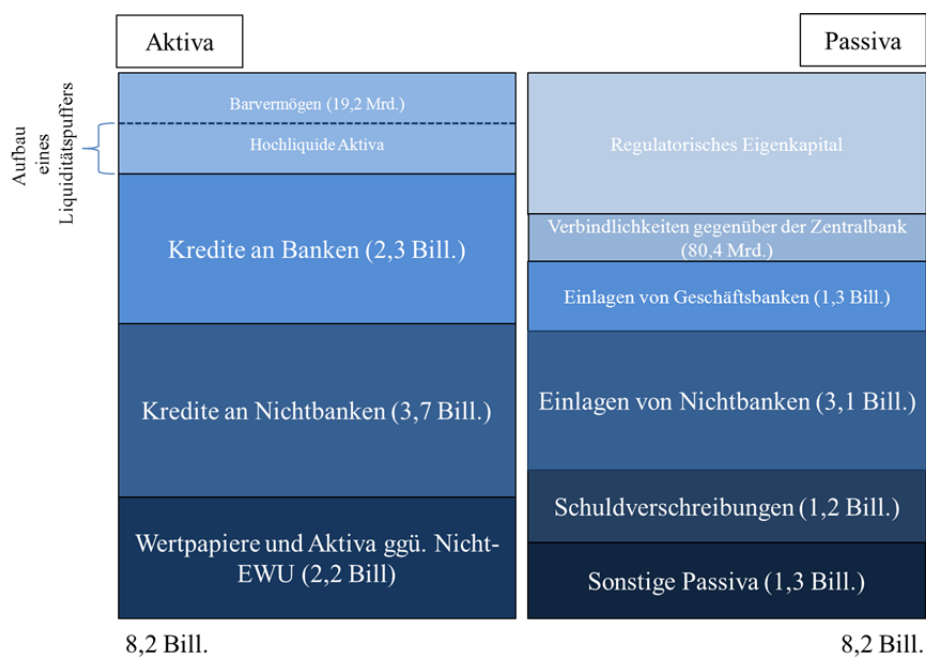 Aktiva
Passiva
Aufbau
eines
Liquiditätspuffers
Barvermögen (19,2 Mrd.)
Hochliquide Aktiva
Kredite an Banken (2,3 Bill.)
Kredite an Nichtbanken (3,7 Bill.)
Wertpapiere und Aktiva ggü. Nicht-
EWU (2,2 Bill)
8,2 Bill.
Regulatorisches Eigenkapital
Verbindlichkeiten gegenüber der Zentralbank
(80,4 Mrd.)
Einlagen von Geschäftsbanken (1,3 Bill.)
Einlagen von Nichtbanken (3,1 Bill.)
Schuldverschreibungen (1,2 Bill.)
Sonstige Passiva (1,3 Bill.)
8,2 Bill.